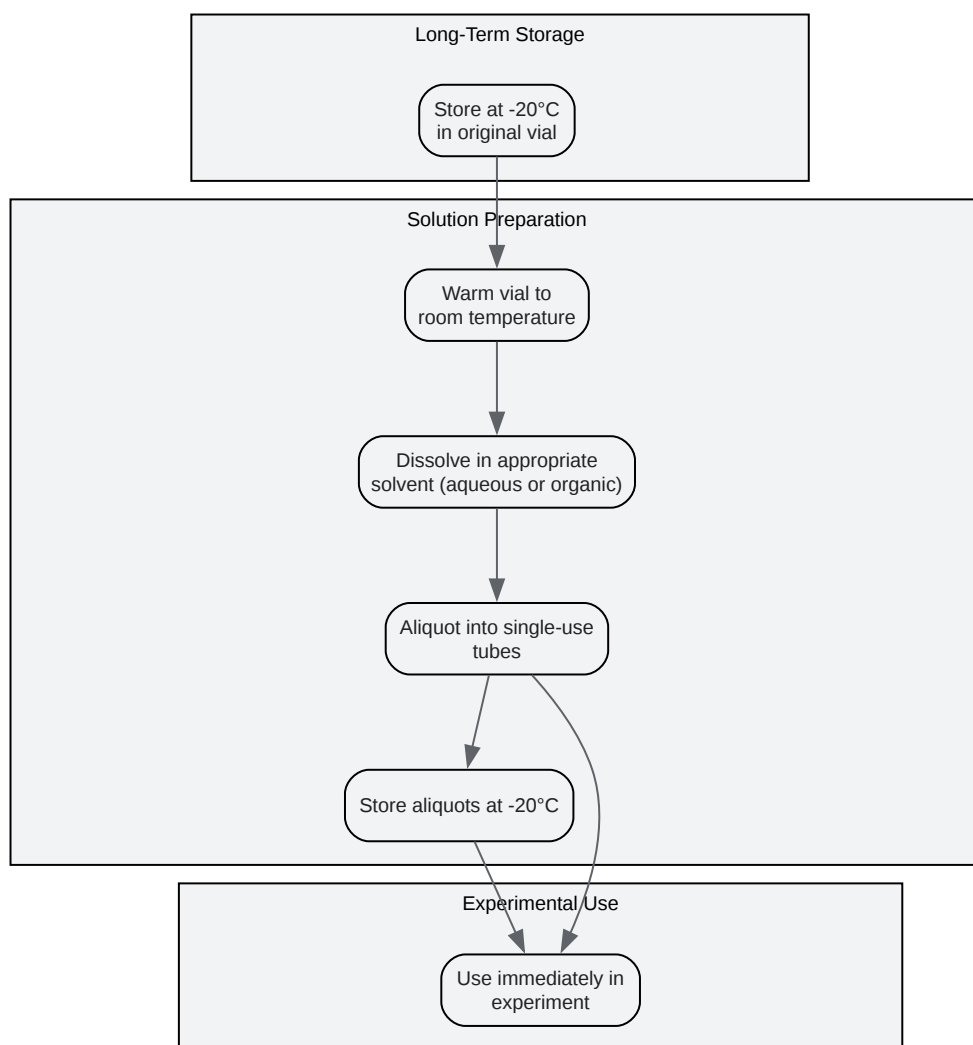 Long-Term Storage
Store at -20°C
in original vial
Solution Preparation
Warm vial to
room temperature
Dissolve in appropriate
solvent (aqueous or organic)
Aliquot into single-use
tubes
Store aliquots at -20°C
Experimental Use
Use immediately in
experiment